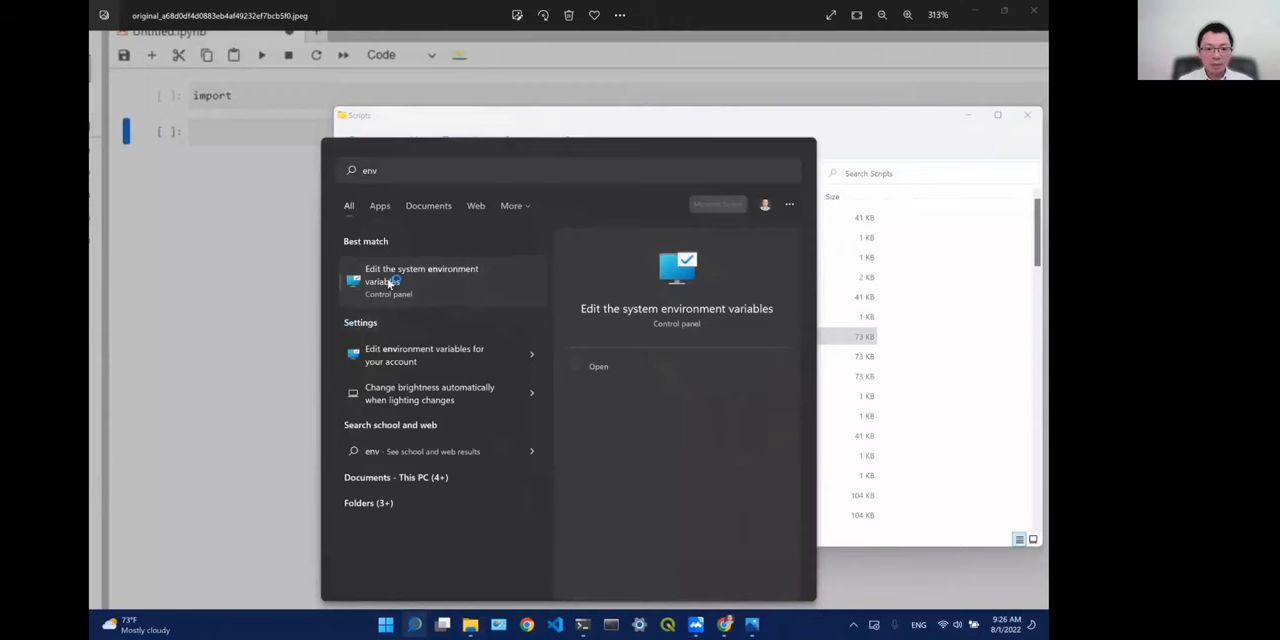 original_a68d0df4d0883eb4af49232ef7bcb5f0.jpeg
313%
Untitled.ipynb
Code
[ ]: import
[ ]:
Scripts
env
Search Scripts
All Apps Documents Web More
Size
Best match
41 KB
1 KB
Edit the system environment
variables
Control panel
1 KB
2 KB
41 KB
Edit the system environment variables
Control panel
1 KB
Settings
73 KB
Edit environment variables for
your account
73 KB
Open
73 KB
Change brightness automatically
when lighting changes
1 KB
1 KB
Search school and web
41 KB
env - See school and web results
1 KB
Documents - This PC (4+)
1 KB
Folders (3+)
104 KB
104 KB
73°F
Mostly cloudy
ENG
9:26 AM
8/1/2022